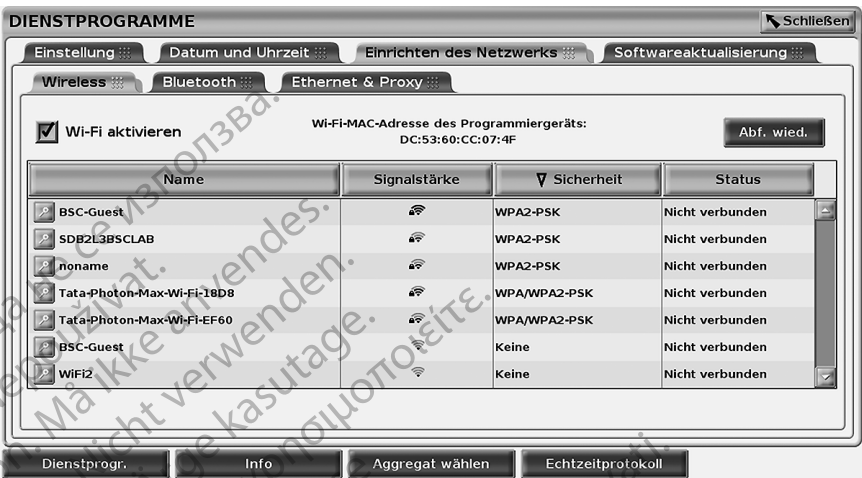 DIENSTPROGRAMME
Schließen
Einstellung Datum und Uhrzeit Einrichten des Netzwerks Softwareaktualisierung
Wireless Bluetooth Ethernet & Proxy
Wi-Fi aktivieren
Wi-Fi-MAC-Adresse des Programmiergeräts:
DC:53:60:CC:07:4F
Abf. wied.
Name Signalstärke Sicherheit Status
BSC-Guest WPA2-PSK Nicht verbunden
SDB2L3BSCLAB WPA2-PSK Nicht verbunden
noname WPA2-PSK Nicht verbunden
Tata-Photon-Max-Wi-Fi-18D8 WPA/WPA2-PSK Nicht verbunden
Tata-Photon-Max-Wi-Fi-EF60 WPA/WPA2-PSK Nicht verbunden
BSC-Guest Keine Nicht verbunden
WiFi2 Keine Nicht verbunden
Dienstprogr. Info Aggregat wählen Echtzeitprotokoll
да не се използва.
Må ikke anvendes.
verwenden.
kasutage.